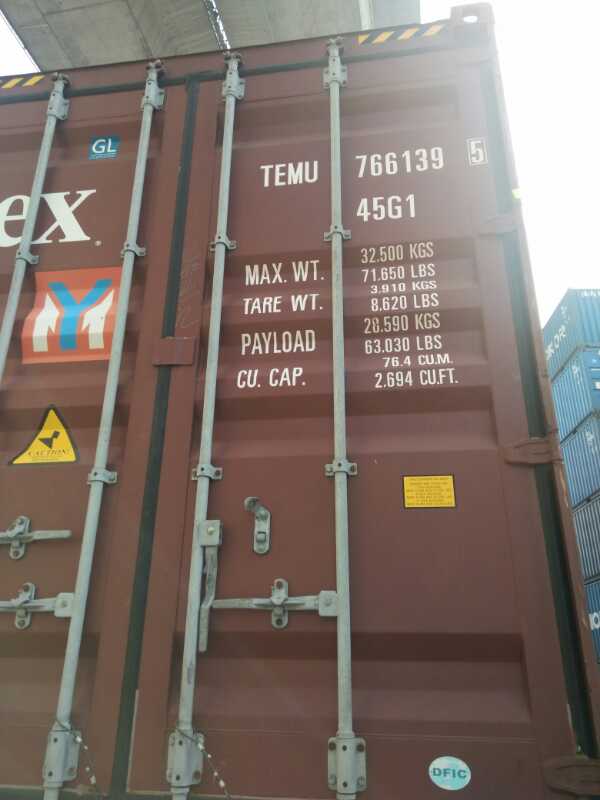 GL
TEMU 766139 5
45G1
ex
MAX. WT. 32.500 KGS
71.650 LBS
TARE WT. 3.910 KGS
8.620 LBS
PAYLOAD 28.590 KGS
63.030 LBS
CU. CAP. 76.4 CU.M.
2.694 CU.FT.
CAUTION!
DFIC